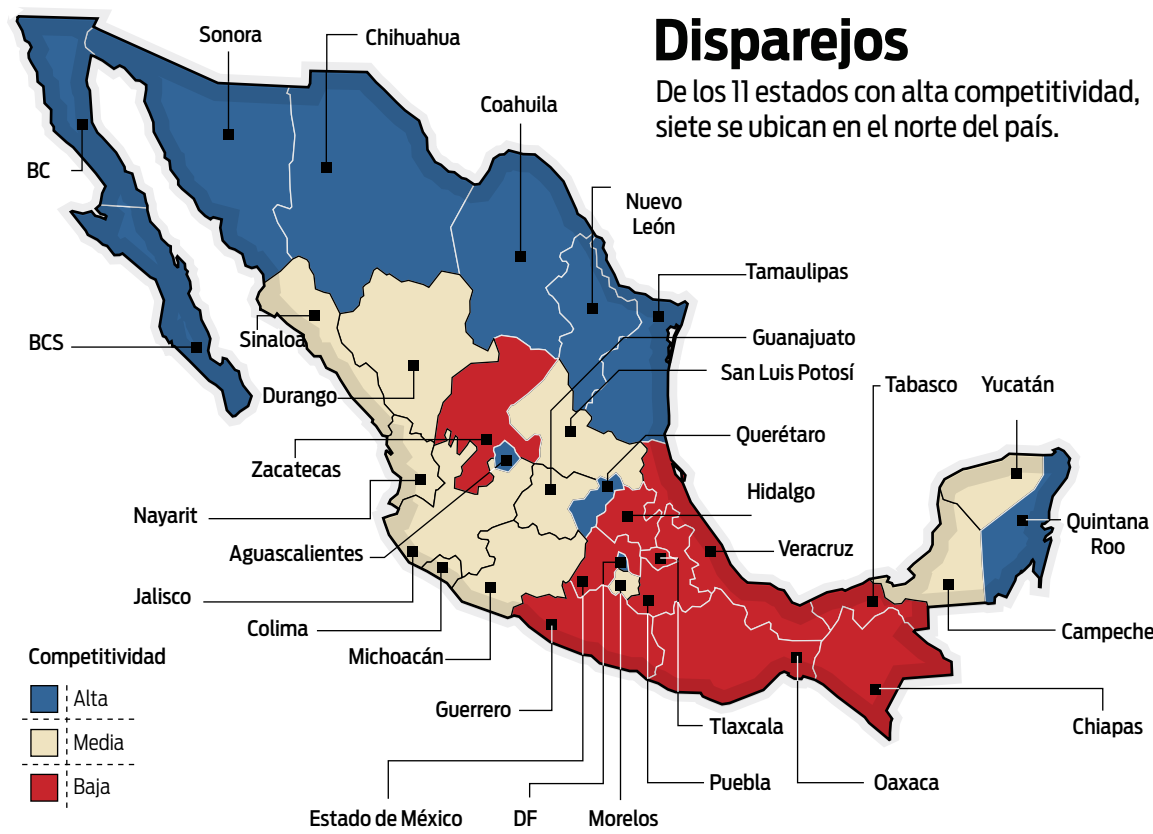 Disparejos
De los 11 estados con alta competitividad,
siete se ubican en el norte del país.
Sonora
Chihuahua
Coahuila
BC
Nuevo
León
Tamaulipas
Sinaloa
BCS
Guanajuato
San Luis Potosí
Tabasco
Yucatán
Durango
Querétaro
Zacatecas
Hidalgo
Nayarit
Quintana
Roo
Aguascalientes
Veracruz
Jalisco
Colima
Campeche
Michoacán
Guerrero
Tlaxcala
Chiapas
Puebla
Oaxaca
Estado de México
DF
Morelos
Competitividad
Alta
Media
Baja